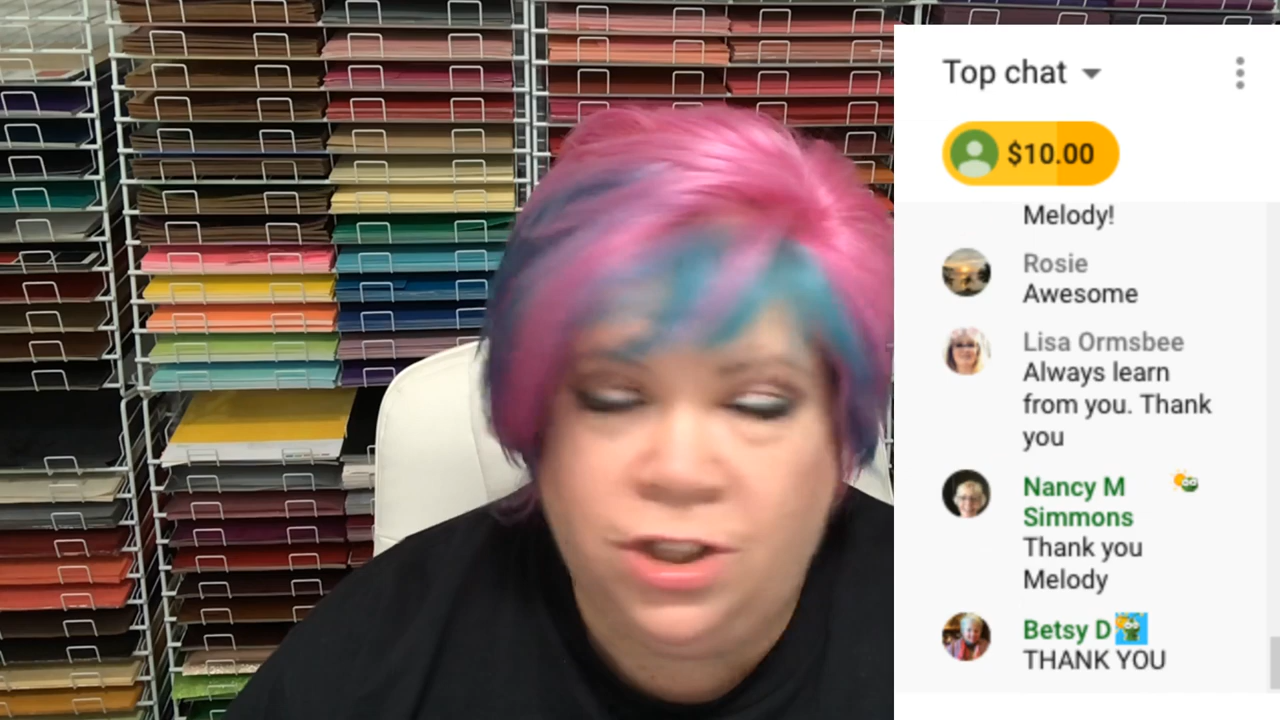 Top chat
$10.00
Melody!
Rosie
Awesome
Lisa Ormsbee
Always learn
from you. Thank
you
Nancy M
Simmons
Thank you
Melody
Betsy D
THANK YOU